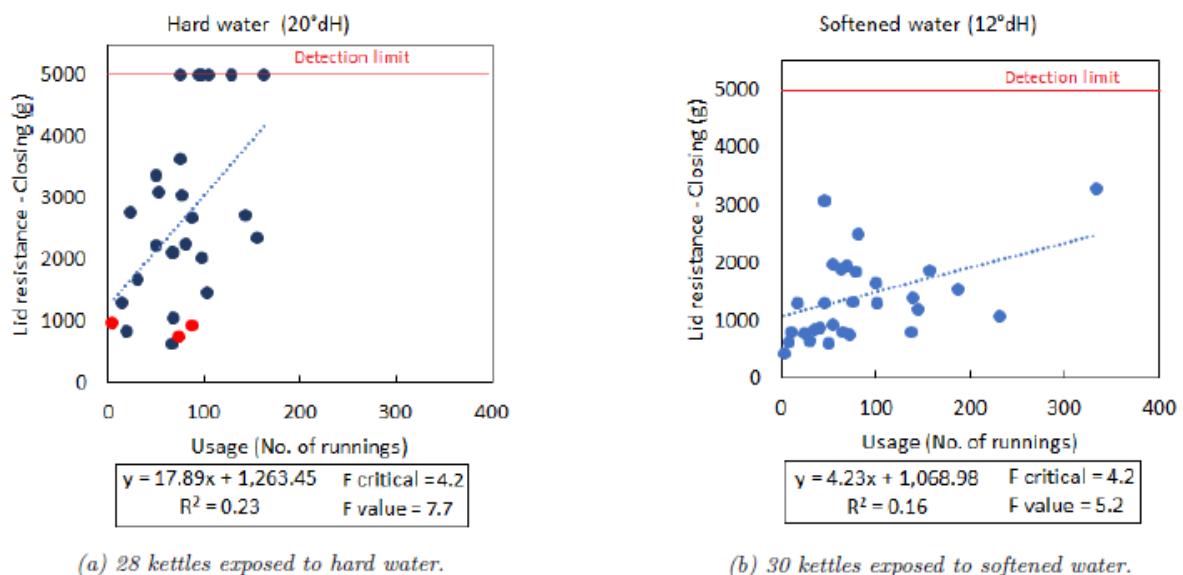 Hard water (20°dH)
Detection limit
5000
4000
3000
2000
1000
0
Lid resistance - Closing (g)
0 100 200 300 400
Usage (No. of runnings)
y = 17.89x + 1,263.45 F critical = 4.2
R² = 0.23 F value = 7.7
(a) 28 kettles exposed to hard water.
Softened water (12°dH)
Detection limit
5000
4000
3000
2000
1000
0
Lid resistance - Closing (g)
0 100 200 300 400
Usage (No. of runnings)
y = 4.23x + 1,068.98 F critical = 4.2
R² = 0.16 F value = 5.2
(b) 30 kettles exposed to softened water.